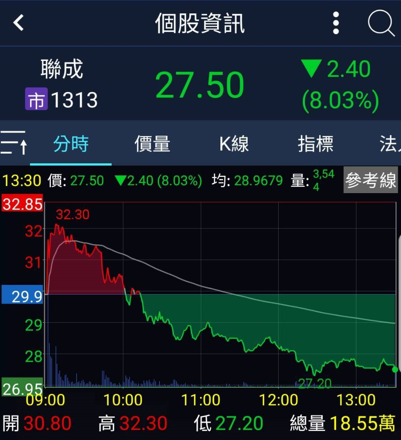 個股資訊
聯成 27.50 ▼2.40
市 1313 (8.03%)
分時 價量 K線 指標
13:30 價: 27.50 ▼2.40 (8.03%) 均: 28.9679 量: 3,544 參考線
32.85
32.30
32
31
29.9
29
28
27.20
26.95
09:00 10:00 11:00 12:00 13:00
開 30.80 高 32.30 低 27.20 總量 18.55萬